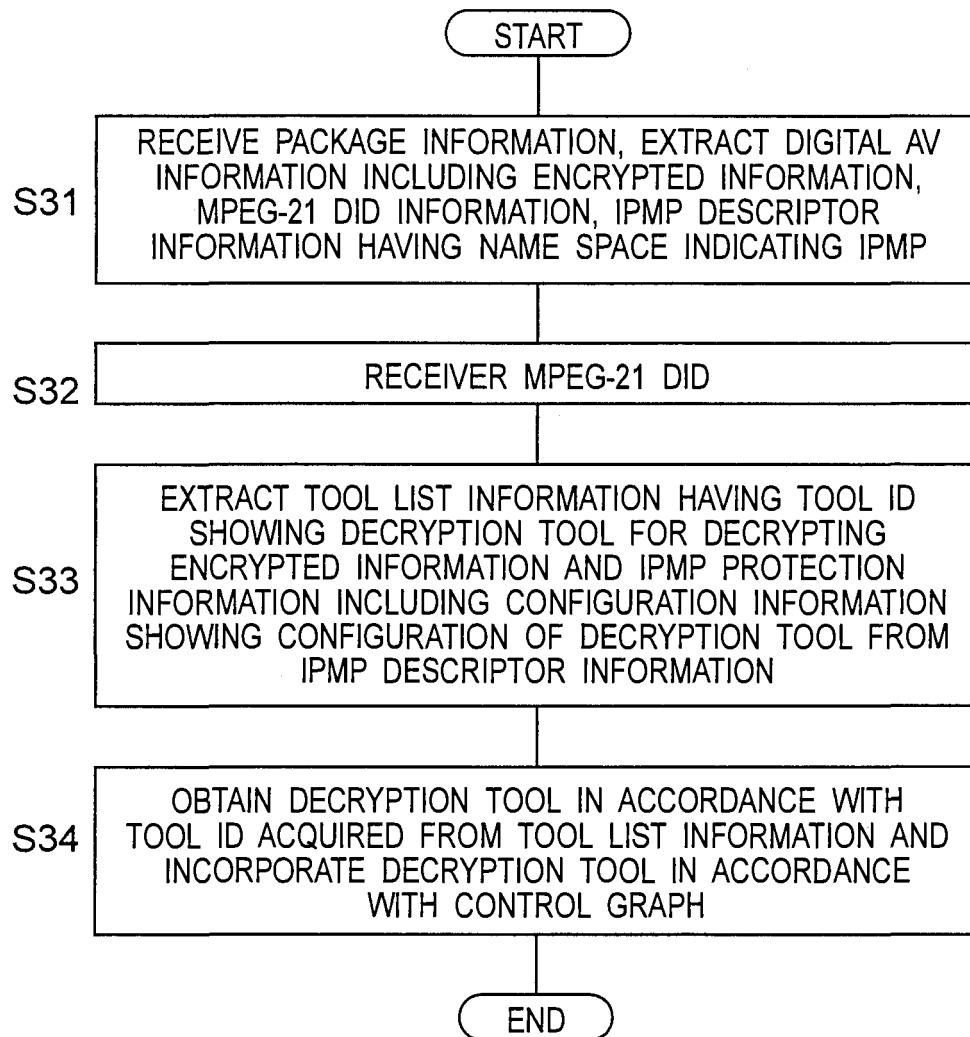 START
S31
RECEIVE PACKAGE INFORMATION, EXTRACT DIGITAL AV
INFORMATION INCLUDING ENCRYPTED INFORMATION,
MPEG-21 DID INFORMATION, IPMP DESCRIPTOR
INFORMATION HAVING NAME SPACE INDICATING IPMP
S32
RECEIVER MPEG-21 DID
S33
EXTRACT TOOL LIST INFORMATION HAVING TOOL ID
SHOWING DECRYPTION TOOL FOR DECRYPTING
ENCRYPTED INFORMATION AND IPMP PROTECTION
INFORMATION INCLUDING CONFIGURATION INFORMATION
SHOWING CONFIGURATION OF DECRYPTION TOOL FROM
IPMP DESCRIPTOR INFORMATION
S34
OBTAIN DECRYPTION TOOL IN ACCORDANCE WITH
TOOL ID ACQUIRED FROM TOOL LIST INFORMATION AND
INCORPORATE DECRYPTION TOOL IN ACCORDANCE
WITH CONTROL GRAPH
END